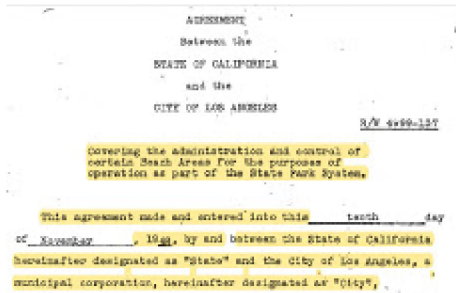 AGREEMENT
Between the
STATE OF CALIFORNIA
and the
CITY OF LOS ANGELES
R/W 4998-157
Covering the administration and control of
certain Beach Areas for the purposes of
operation as part of the State Park System.
This agreement made and entered into this tenth day
of November, 19 , by and between the State of California
hereinafter designated as "State" and the City of Los Angeles, a
municipal corporation, hereinafter designated as "City",